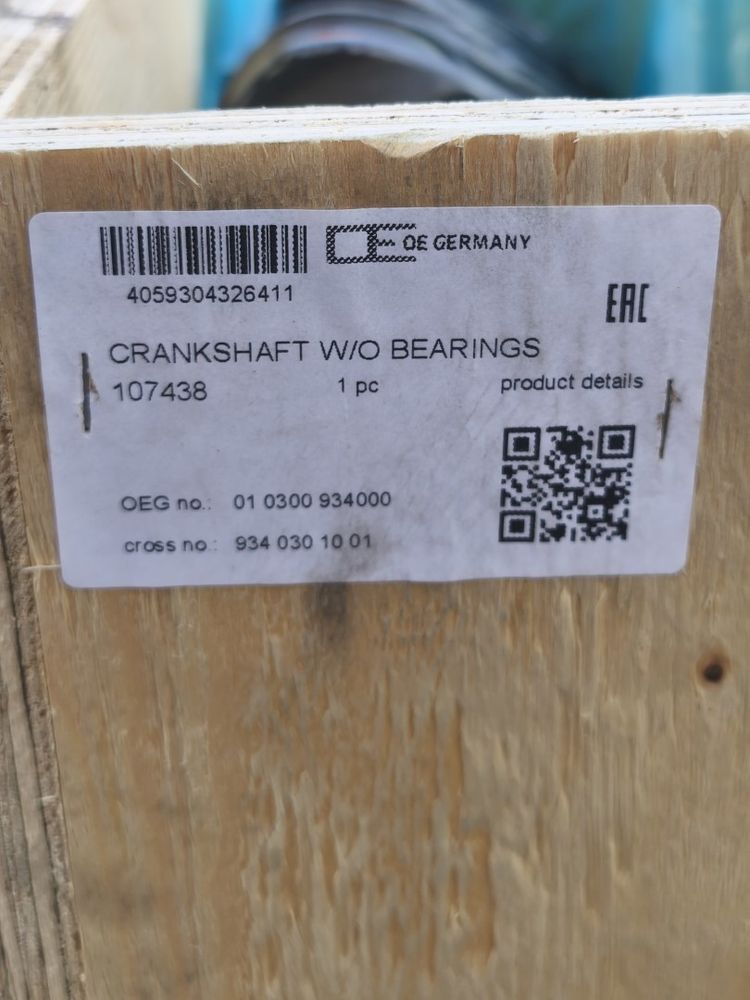 OE OE GERMANY
4059304326411
EAC
CRANKSHAFT W/O BEARINGS
107438 1 pc product details
OEG no.: 01 0300 934000
cross no.: 934 030 10 01